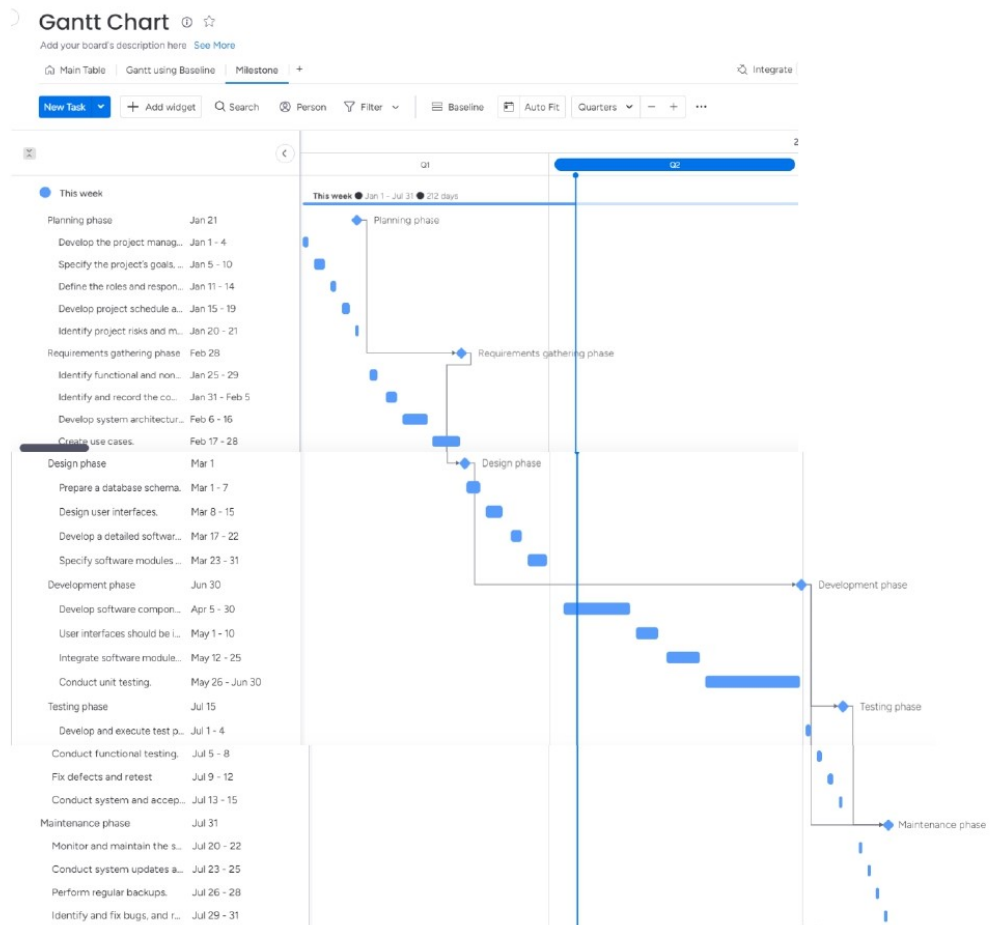 Gantt Chart
Add your board's description here See More
Main Table Gantt using Baseline Milestone + Integrate
New Task Add widget Search Person Filter Baseline Auto Fit Quarters − + ...
2
Q1 Q2
This week
This week ● Jan 1 - Jul 31 ● 212 days
Planning phase Jan 21 Planning phase
Develop the project manag... Jan 1 - 4
Specify the project's goals, ... Jan 5 - 10
Define the roles and respon... Jan 11 - 14
Develop project schedule a... Jan 15 - 19
Identify project risks and m... Jan 20 - 21
Requirements gathering phase Feb 28 Requirements gathering phase
Identify functional and non... Jan 25 - 29
Identify and record the co... Jan 31 - Feb 5
Develop system architectur... Feb 6 - 16
Create use cases. Feb 17 - 28
Design phase Mar 1 Design phase
Prepare a database schema. Mar 1 - 7
Design user interfaces. Mar 8 - 15
Develop a detailed softwar... Mar 17 - 22
Specify software modules ... Mar 23 - 31
Development phase Jun 30 Development phase
Develop software compon... Apr 5 - 30
User interfaces should be i... May 1 - 10
Integrate software module... May 12 - 25
Conduct unit testing. May 26 - Jun 30
Testing phase Jul 15 Testing phase
Develop and execute test p... Jul 1 - 4
Conduct functional testing. Jul 5 - 8
Fix defects and retest Jul 9 - 12
Conduct system and accep... Jul 13 - 15
Maintenance phase Jul 31 Maintenance phase
Monitor and maintain the s... Jul 20 - 22
Conduct system updates a... Jul 23 - 25
Perform regular backups. Jul 26 - 28
Identify and fix bugs, and r... Jul 29 - 31